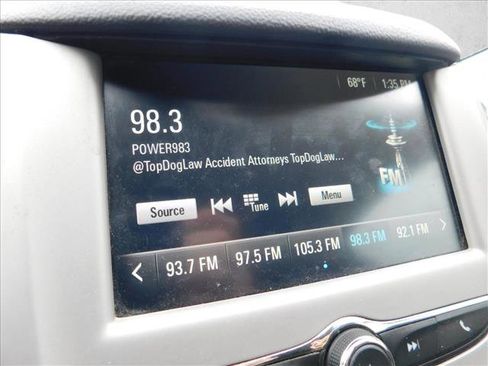 68°F 1:35 PM
98.3
POWER983
@TopDogLaw Accident Attorneys TopDogLaw...
FM
Source Tune Menu
93.7 FM 97.5 FM 105.3 FM 98.3 FM 92.1 FM